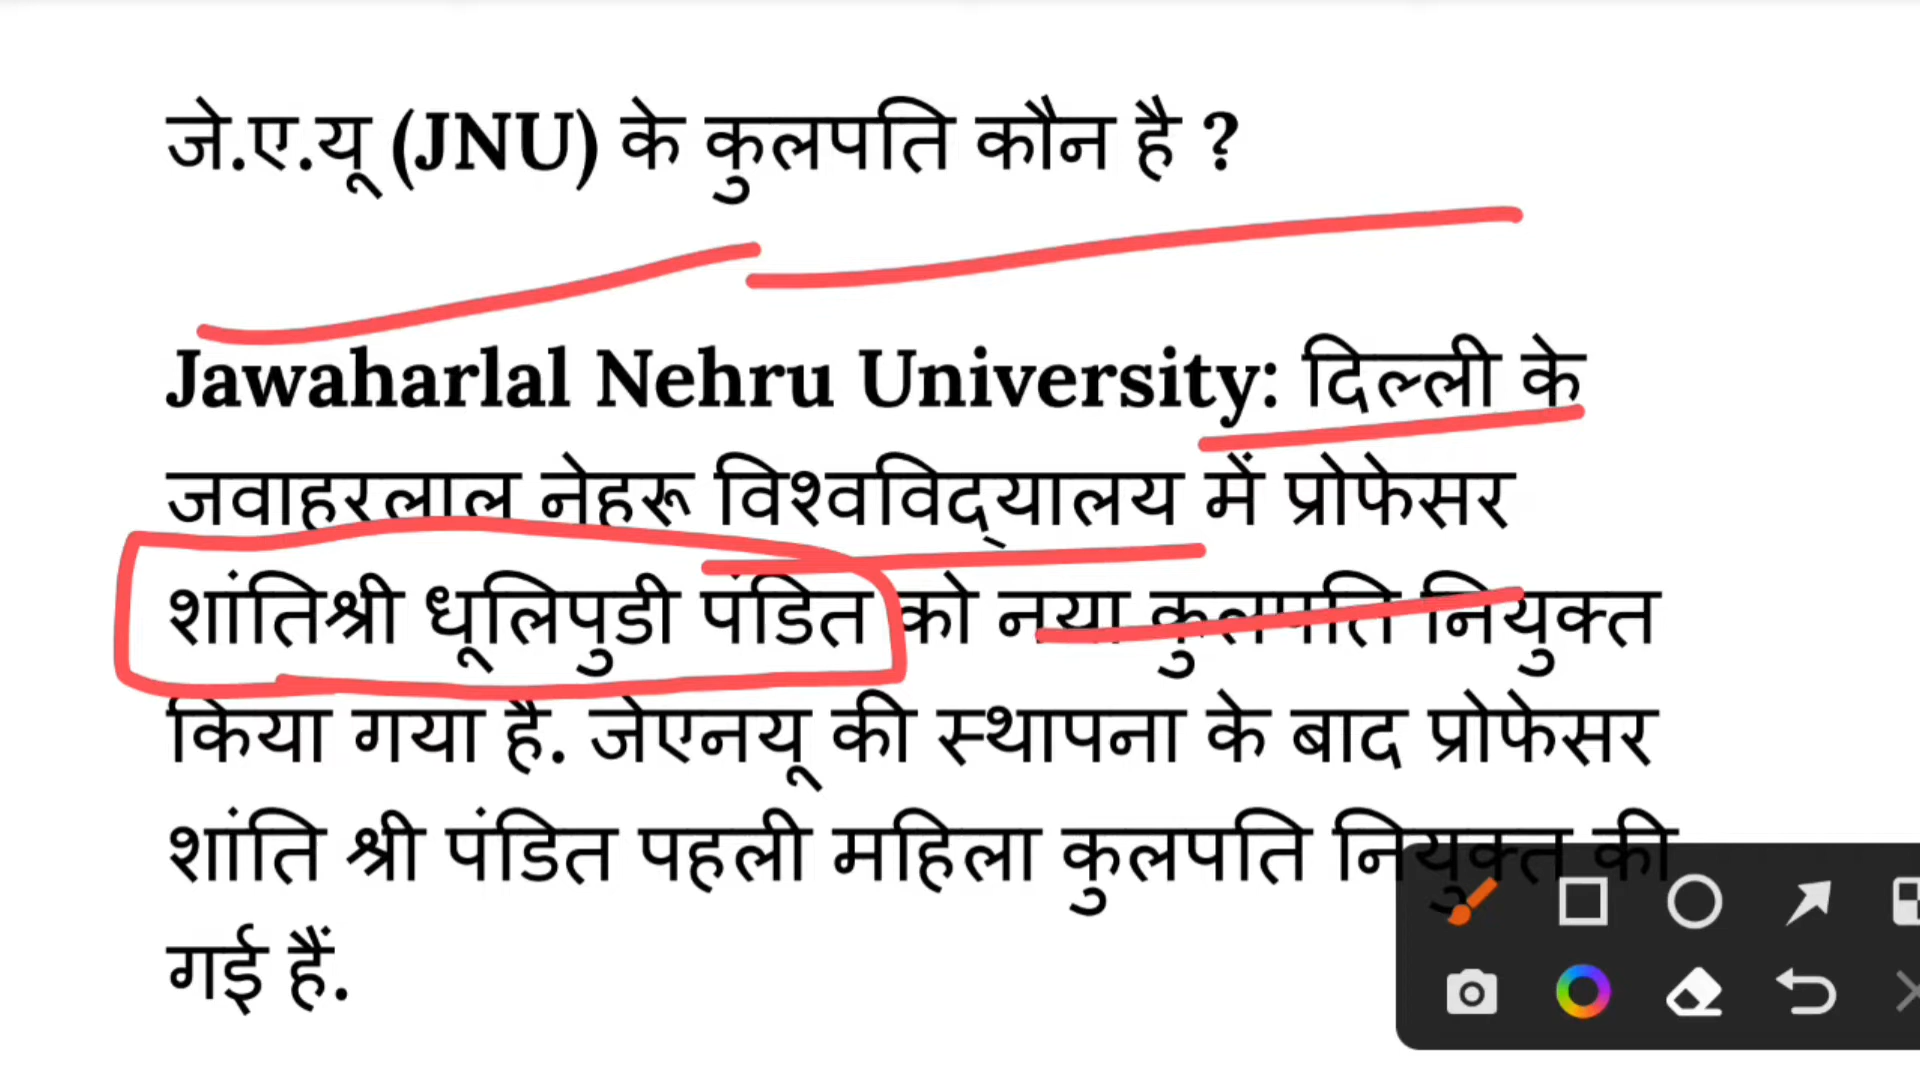 जे.ए.यू (JNU) के कुलपति कौन है ?
Jawaharlal Nehru University: दिल्ली के
जवाहरलाल नेहरू विश्वविद्यालय में प्रोफेसर
शांतिश्री धूलिपुडी पंडित को नया कुलपति नियुक्त
किया गया है. जेएनयू की स्थापना के बाद प्रोफेसर
शांति श्री पंडित पहली महिला कुलपति नियुक्त की
गई हैं.